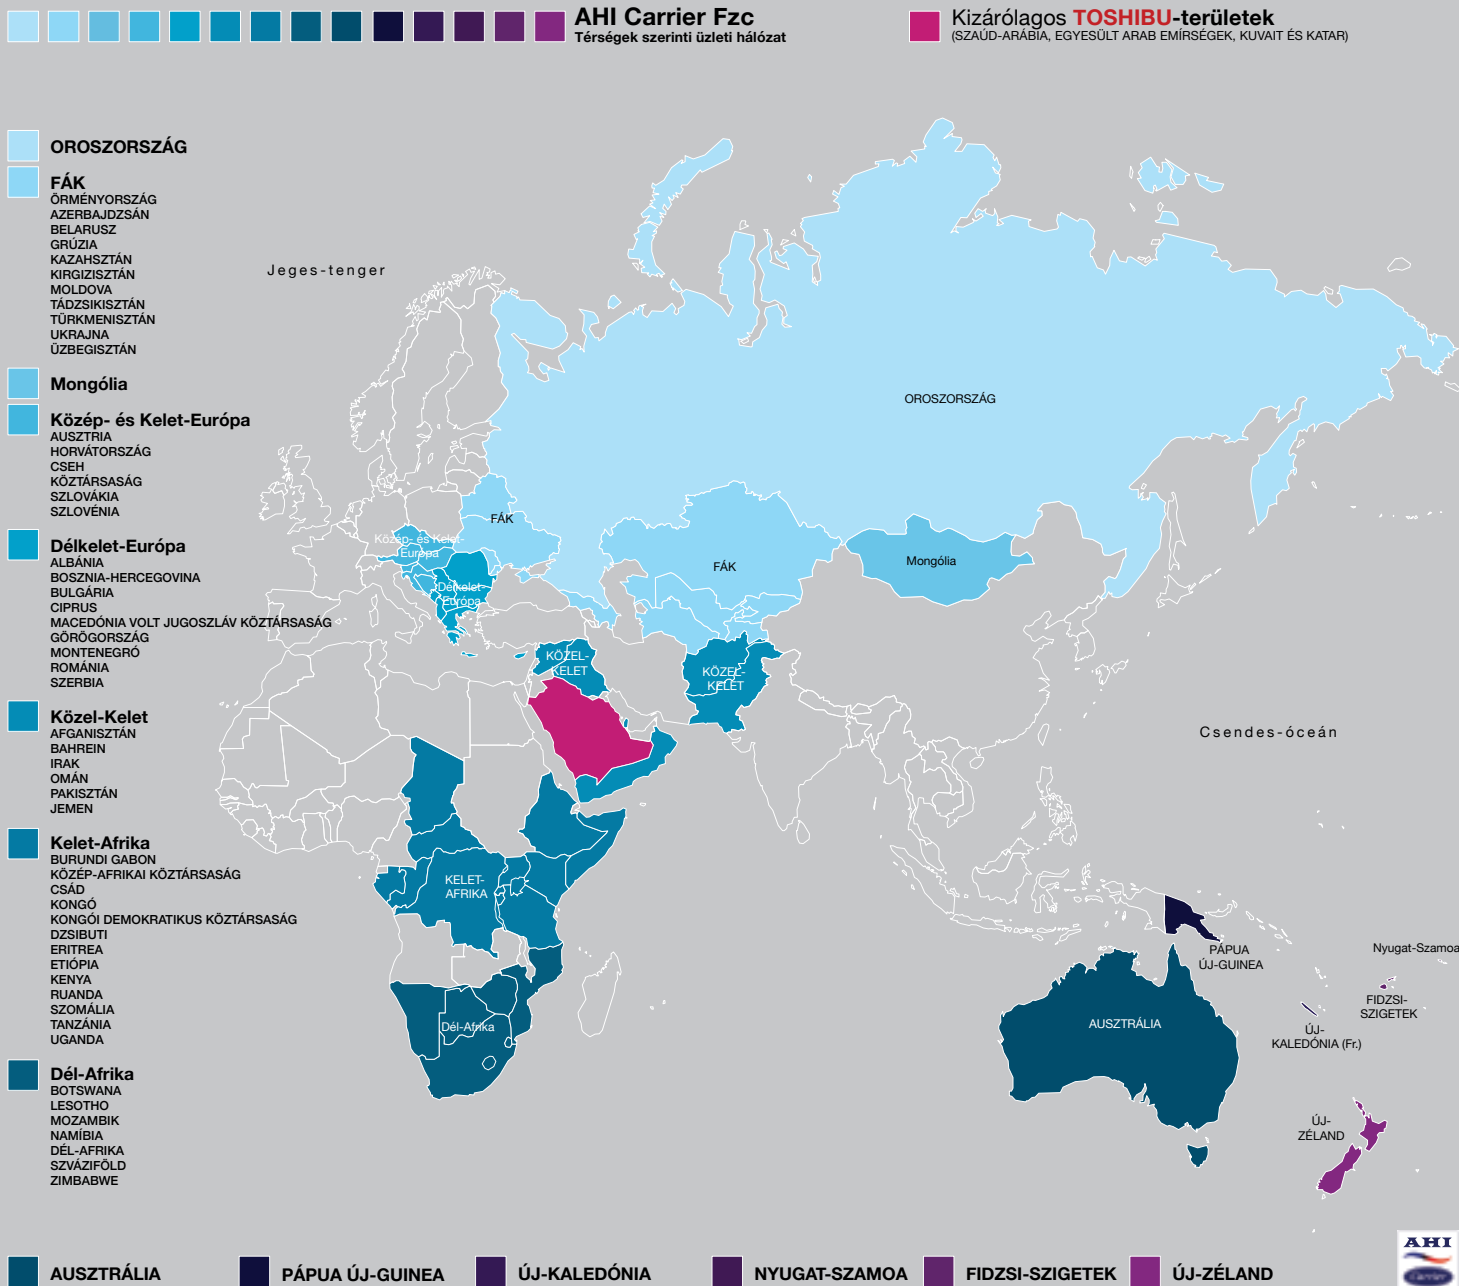 AHI Carrier Fzc
Térségek szerinti üzleti hálózat
Kizárólagos TOSHIBU-területek
(SZAÚD-ARÁBIA, EGYESÜLT ARAB EMÍRSÉGEK, KUVAIT ÉS KATAR)
OROSZORSZÁG
FÁK
ÖRMÉNYORSZÁG
AZERBAJDZSÁN
BELARUSZ
GRÚZIA
KAZAHSZTÁN
KIRGIZISZTÁN
MOLDOVA
TÁDZSIKISZTÁN
TÜRKMENISZTÁN
UKRAJNA
ÜZBEGISZTÁN
Mongólia
Közép- és Kelet-Európa
AUSZTRIA
HORVÁTORSZÁG
CSEH
KÖZTÁRSASÁG
SZLOVÁKIA
SZLOVÉNIA
Délkelet-Európa
ALBÁNIA
BOSZNIA-HERCEGOVINA
BULGÁRIA
CIPRUS
MACEDÓNIA VOLT JUGOSZLÁV KÖZTÁRSASÁG
GÖRÖGORSZÁG
MONTENEGRÓ
ROMÁNIA
SZERBIA
Közel-Kelet
AFGANISZTÁN
BAHREIN
IRAK
OMÁN
PAKISZTÁN
JEMEN
Kelet-Afrika
BURUNDI GABON
KÖZÉP-AFRIKAI KÖZTÁRSASÁG
CSÁD
KONGÓ
KONGÓI DEMOKRATIKUS KÖZTÁRSASÁG
DZSIBUTI
ERITREA
ETIÓPIA
KENYA
RUANDA
SZOMÁLIA
TANZÁNIA
UGANDA
Dél-Afrika
BOTSWANA
LESOTHO
MOZAMBIK
NAMÍBIA
DÉL-AFRIKA
SZVÁZIFÖLD
ZIMBABWE
Jeges-tenger
OROSZORSZÁG
FÁK
Közép- és Kelet-
Európa
FÁK
Mongólia
Délkelet-
Európa
KÖZEL-
KELET
KÖZEL-
KELET
Csendes-óceán
KELET-
AFRIKA
Dél-Afrika
PÁPUA
ÚJ-GUINEA
Nyugat-Szamoa
FIDZSI-
SZIGETEK
AUSZTRÁLIA
ÚJ-
KALEDÓNIA (Fr.)
ÚJ-
ZÉLAND
AUSZTRÁLIA
PÁPUA ÚJ-GUINEA
ÚJ-KALEDÓNIA
NYUGAT-SZAMOA
FIDZSI-SZIGETEK
ÚJ-ZÉLAND
AHI
Carrier